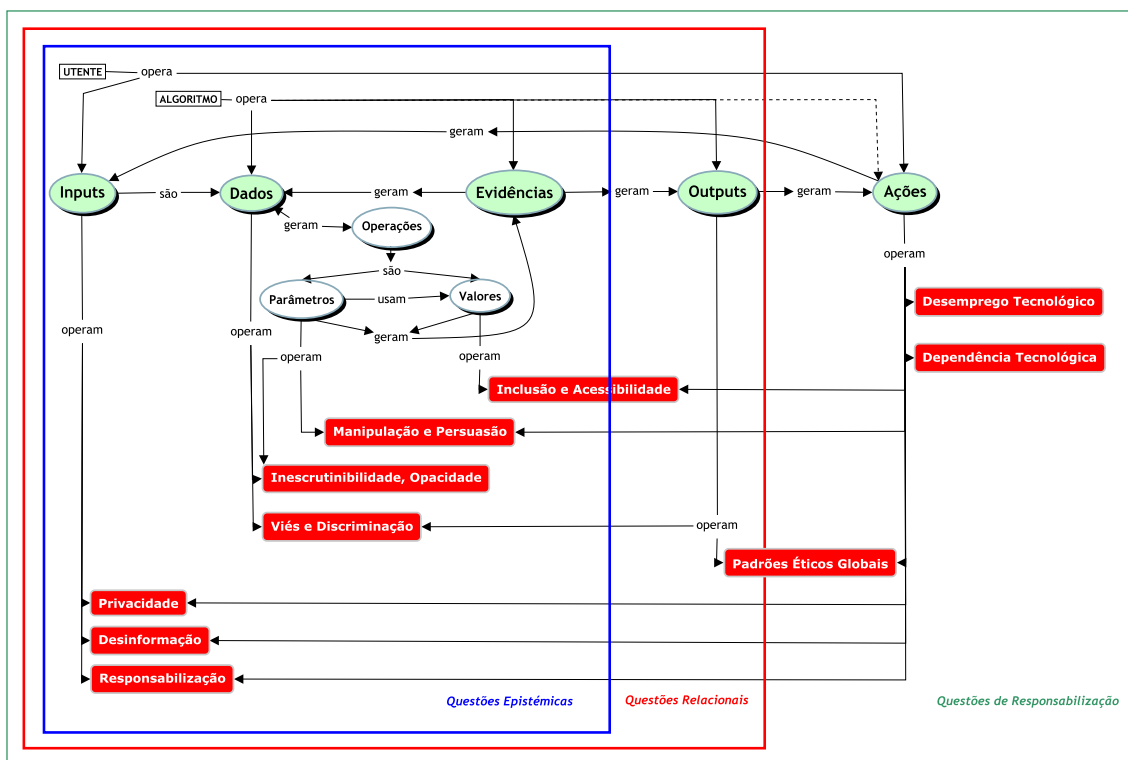 UTENTE
opera
ALGORITMO
opera
geram
Inputs
são
Dados
geram
Evidências
geram
Outputs
geram
Ações
geram
Operações
são
operam
Parâmetros
usam
Valores
geram
operam
operam
operam
operam
Desemprego Tecnológico
Dependência Tecnológica
Inclusão e Acessibilidade
Manipulação e Persuasão
Inescrutinibilidade, Opacidade
Viés e Discriminação
operam
Padrões Éticos Globais
Privacidade
Desinformação
Responsabilização
Questões Epistémicas
Questões Relacionais
Questões de Responsabilização